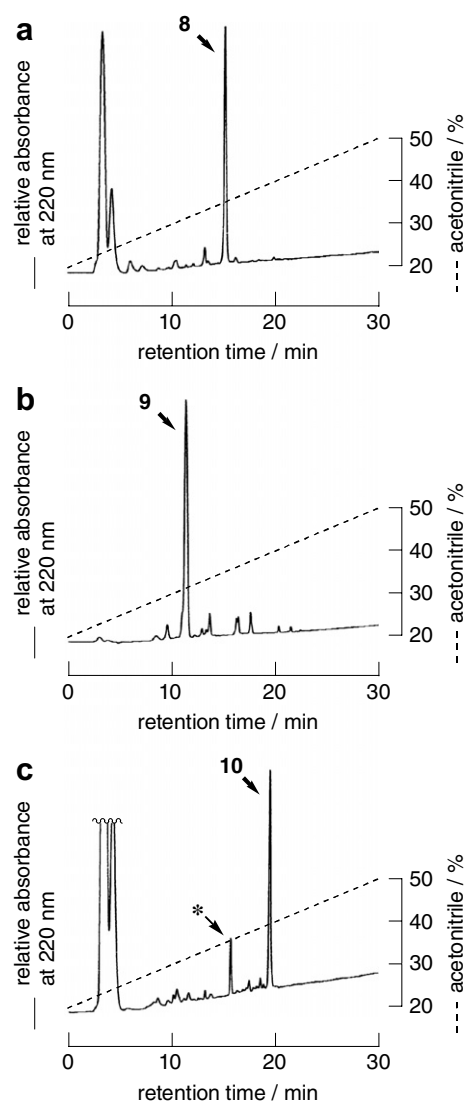 a
8
relative absorbance
at 220 nm
50
40
30
20
acetonitrile / %
0
10
20
30
retention time / min
b
9
relative absorbance
at 220 nm
50
40
30
20
acetonitrile / %
0
10
20
30
retention time / min
c
10
*
relative absorbance
at 220 nm
50
40
30
20
acetonitrile / %
0
10
20
30
retention time / min